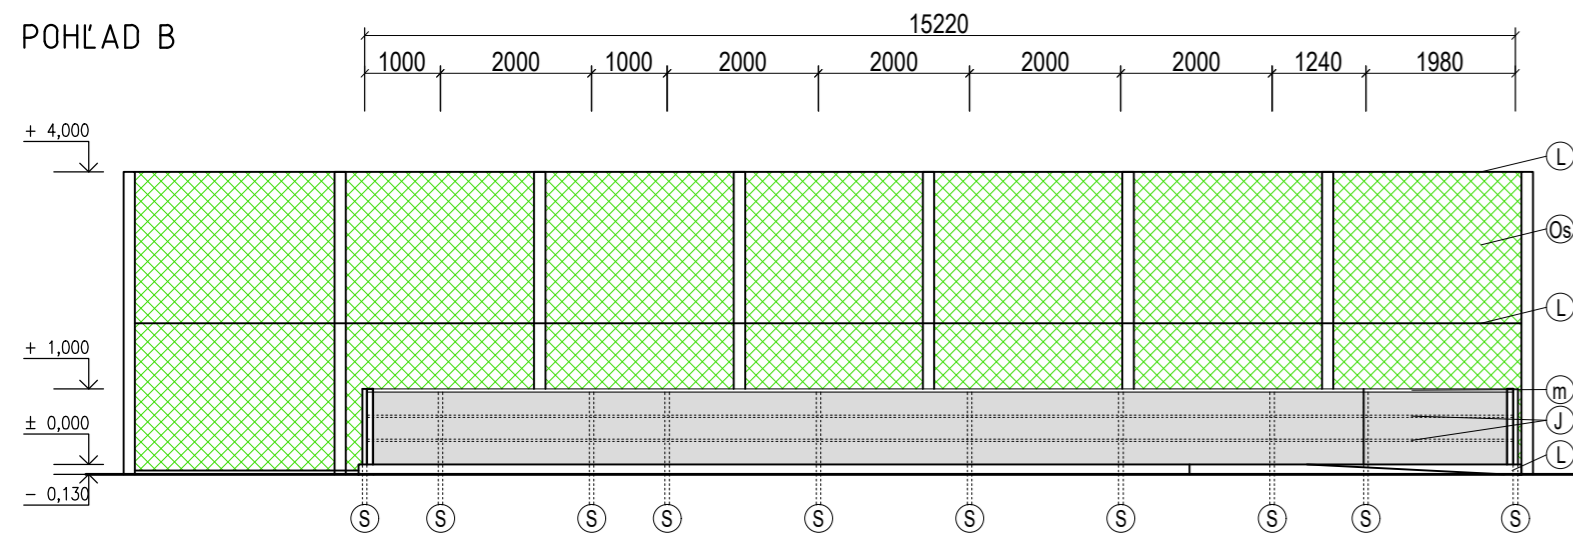 POHĽAD B
15220
1000 2000 1000 2000 2000 2000 2000 1240 1980
+ 4,000
L
Os
L
+ 1,000
m
J
± 0,000
L
- 0,130
S S S S S S S S S S